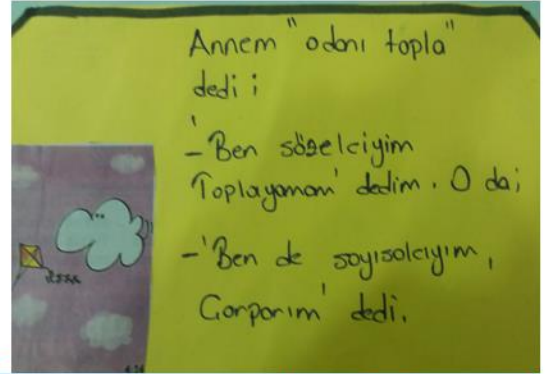 Annem "odanı topla"
dedi ;
-'Ben sözelciyim
Toplayamam' dedim. O da;
-'Ben de sayısalcıyım,
Çarparım' dedi.